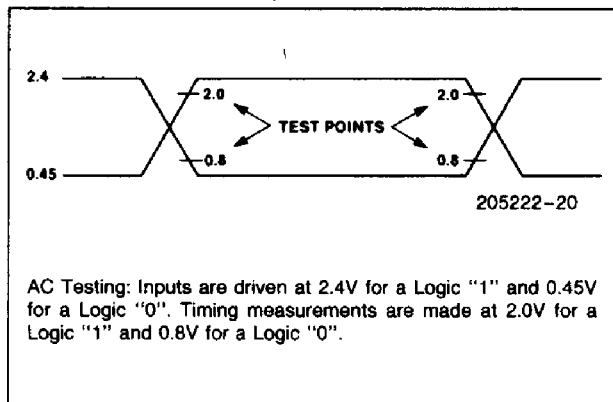 2.4
2.0 2.0
TEST POINTS
0.8 0.8
0.45
205222-20
AC Testing: Inputs are driven at 2.4V for a Logic "1" and 0.45V
for a Logic "0". Timing measurements are made at 2.0V for a
Logic "1" and 0.8V for a Logic "0".